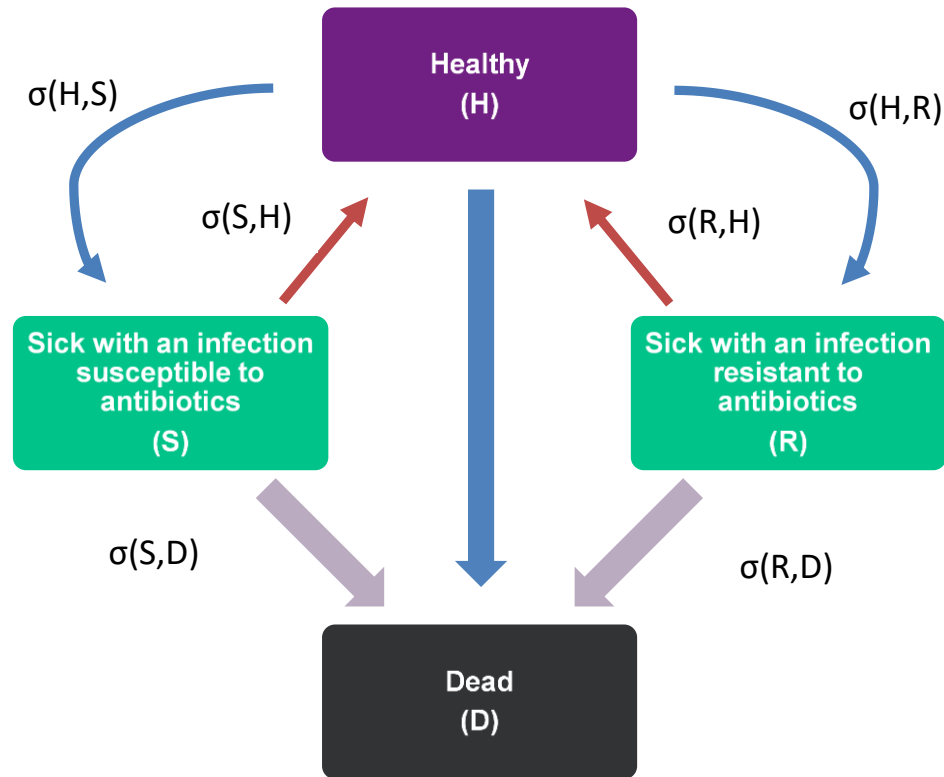 Healthy
(H)
σ(H,S)
σ(H,R)
σ(S,H)
σ(R,H)
Sick with an infection
susceptible to
antibiotics
(S)
Sick with an infection
resistant to
antibiotics
(R)
σ(S,D)
σ(R,D)
Dead
(D)